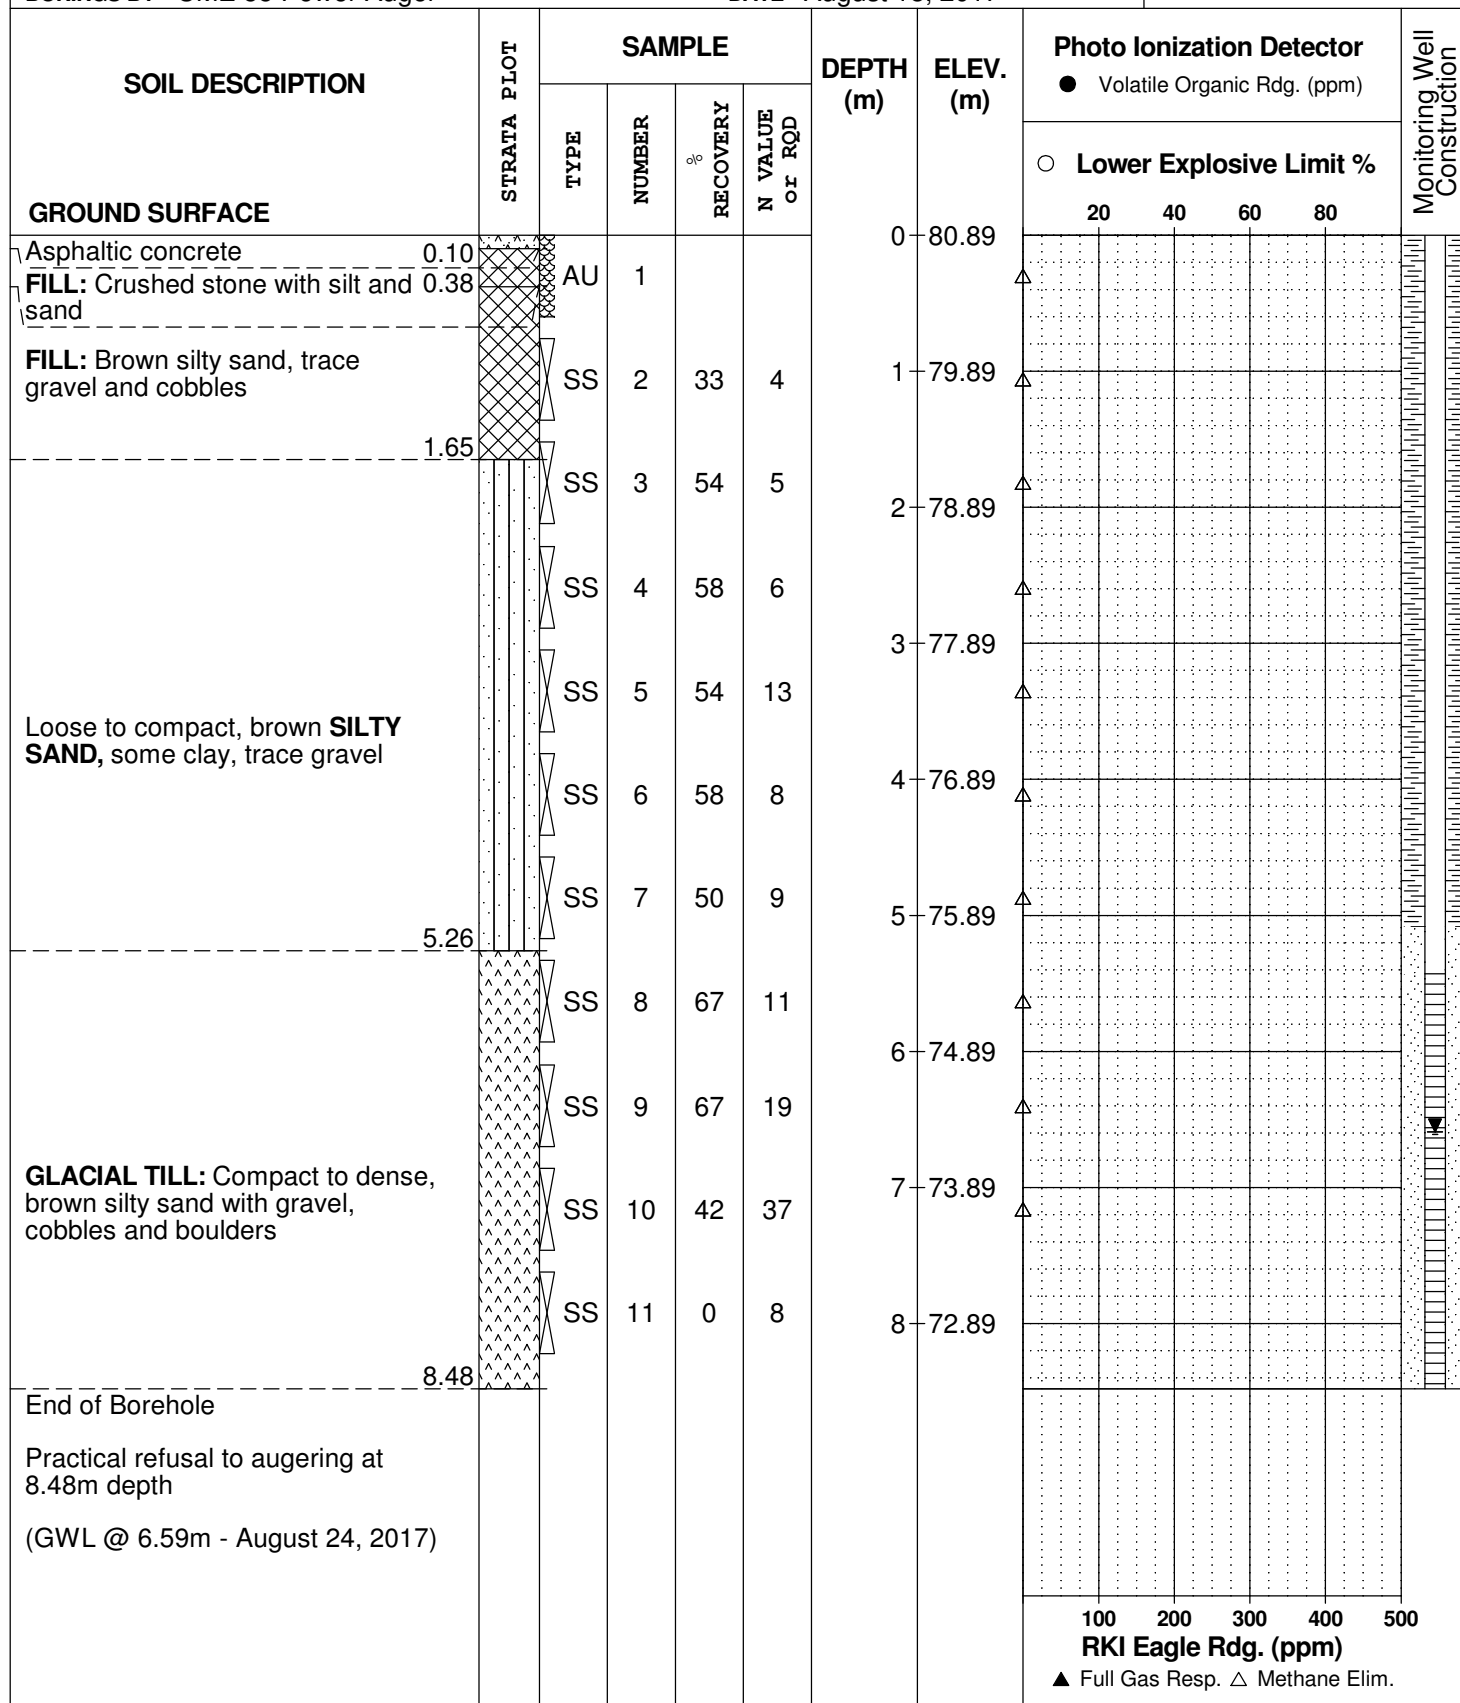 SOIL DESCRIPTION
GROUND SURFACE
STRATA PLOT
SAMPLE
TYPE
NUMBER
% RECOVERY
N VALUE or RQD
DEPTH (m)
ELEV. (m)
Photo Ionization Detector
● Volatile Organic Rdg. (ppm)
○ Lower Explosive Limit %
20 40 60 80
Monitoring Well Construction
0 80.89
Asphaltic concrete 0.10
FILL: Crushed stone with silt and 0.38
sand
AU 1
FILL: Brown silty sand, trace
gravel and cobbles
1.65
SS 2 33 4
1 79.89
SS 3 54 5
2 78.89
SS 4 58 6
3 77.89
SS 5 54 13
Loose to compact, brown SILTY
SAND, some clay, trace gravel
4 76.89
SS 6 58 8
SS 7 50 9
5 75.89
5.26
SS 8 67 11
6 74.89
SS 9 67 19
GLACIAL TILL: Compact to dense,
brown silty sand with gravel,
cobbles and boulders
7 73.89
SS 10 42 37
SS 11 0 8
8 72.89
8.48
End of Borehole
Practical refusal to augering at
8.48m depth
(GWL @ 6.59m - August 24, 2017)
100 200 300 400 500
RKI Eagle Rdg. (ppm)
▲ Full Gas Resp. △ Methane Elim.